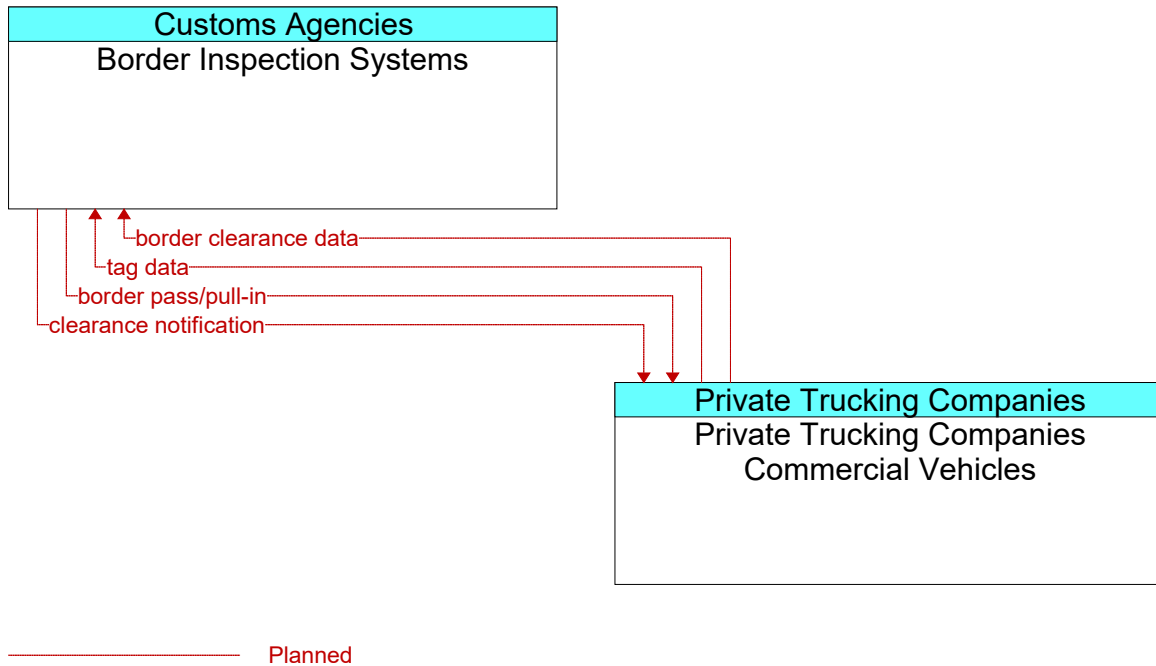 Customs Agencies
Border Inspection Systems
border clearance data
tag data
border pass/pull-in
clearance notification
Private Trucking Companies
Private Trucking Companies
Commercial Vehicles
Planned